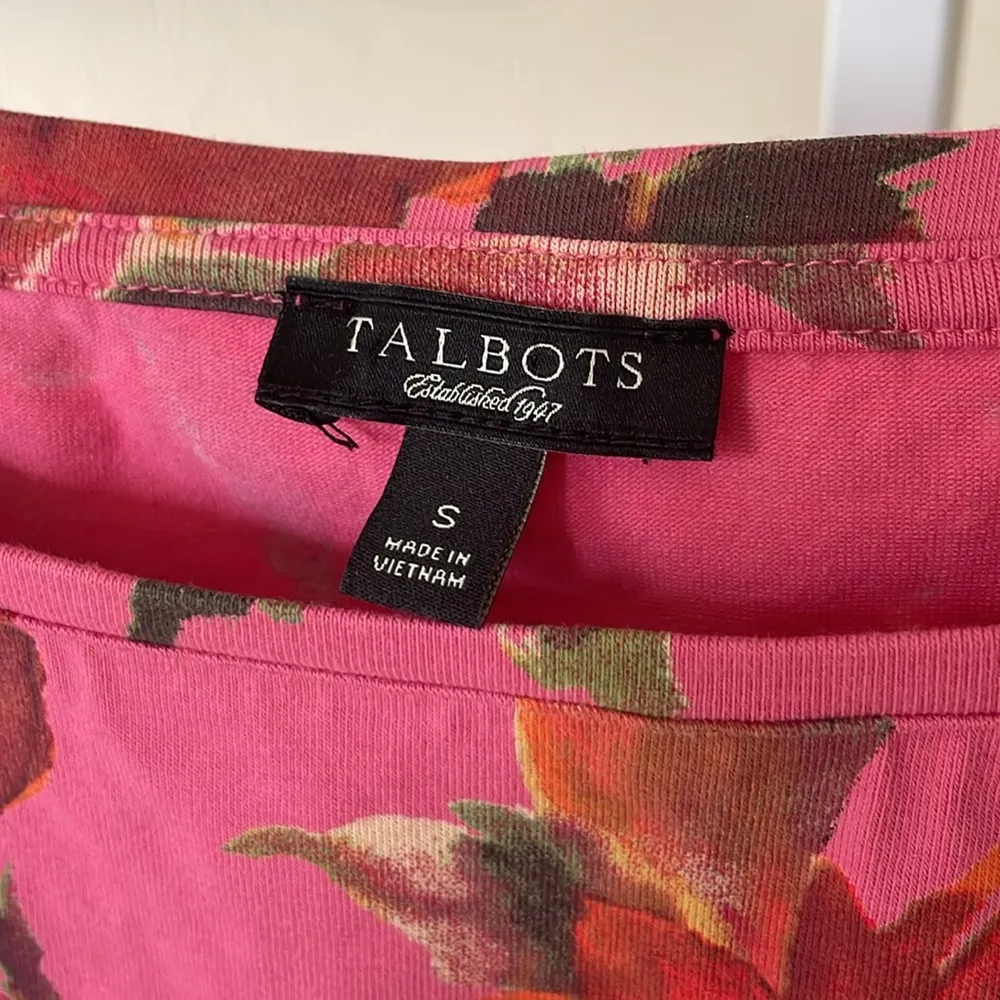 TALBOTS
Established 1947
S
MADE IN
VIETNAM